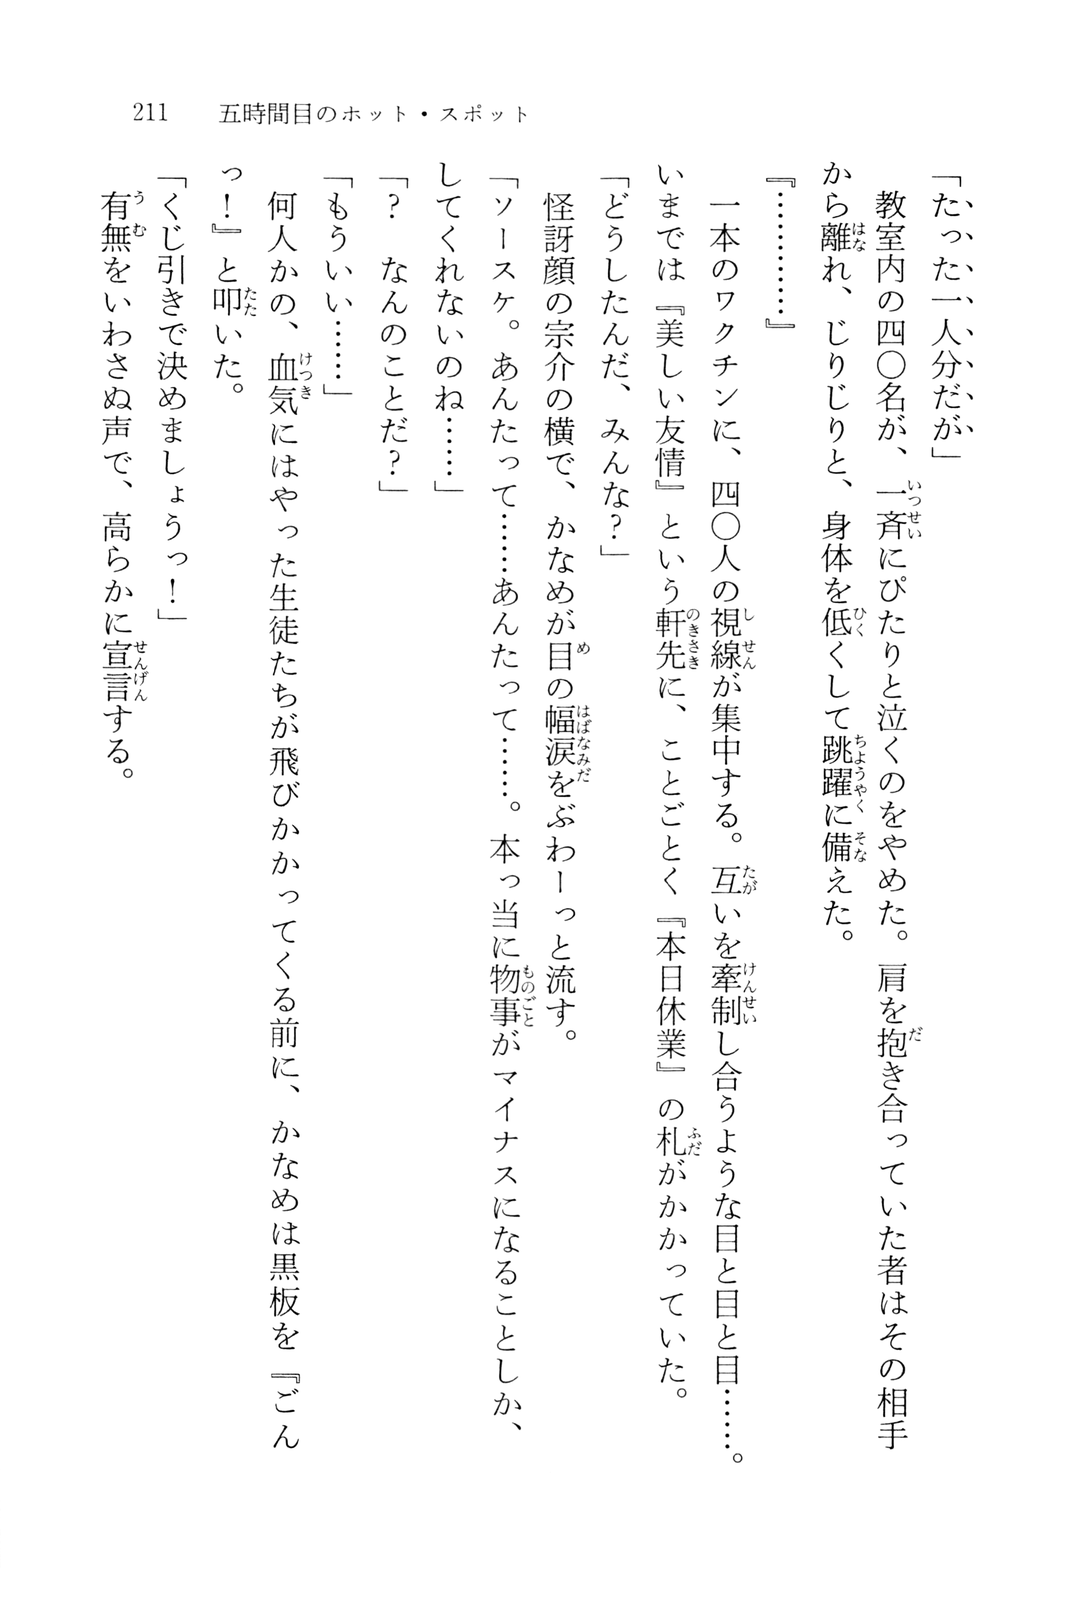 211　五時間目のホット・スポット
「たった一人分だが」
　教室内の四〇名が、一斉にぴたりと泣くのをやめた。肩を抱き合っていた者はその相手
から離れ、じりじりと、身体を低くして跳躍に備えた。
『…………』
　一本のワクチンに、四〇人の視線が集中する。互いを牽制し合うような目と目と目……。
いまでは『美しい友情』という軒先に、ことごとく『本日休業』の札がかかっていた。
「どうしたんだ、みんな？」
　怪訝顔の宗介の横で、かなめが目の幅涙をぶわーっと流す。
「ソースケ。あんたって……あんたって……。本っ当に物事がマイナスになることしか、
してくれないのね……」
「？　なんのことだ？」
「もういい……」
　何人かの、血気にはやった生徒たちが飛びかかってくる前に、かなめは黒板を『ごん
っ！』と叩いた。
「くじ引きで決めましょうっ！」
　有無をいわさぬ声で、高らかに宣言する。